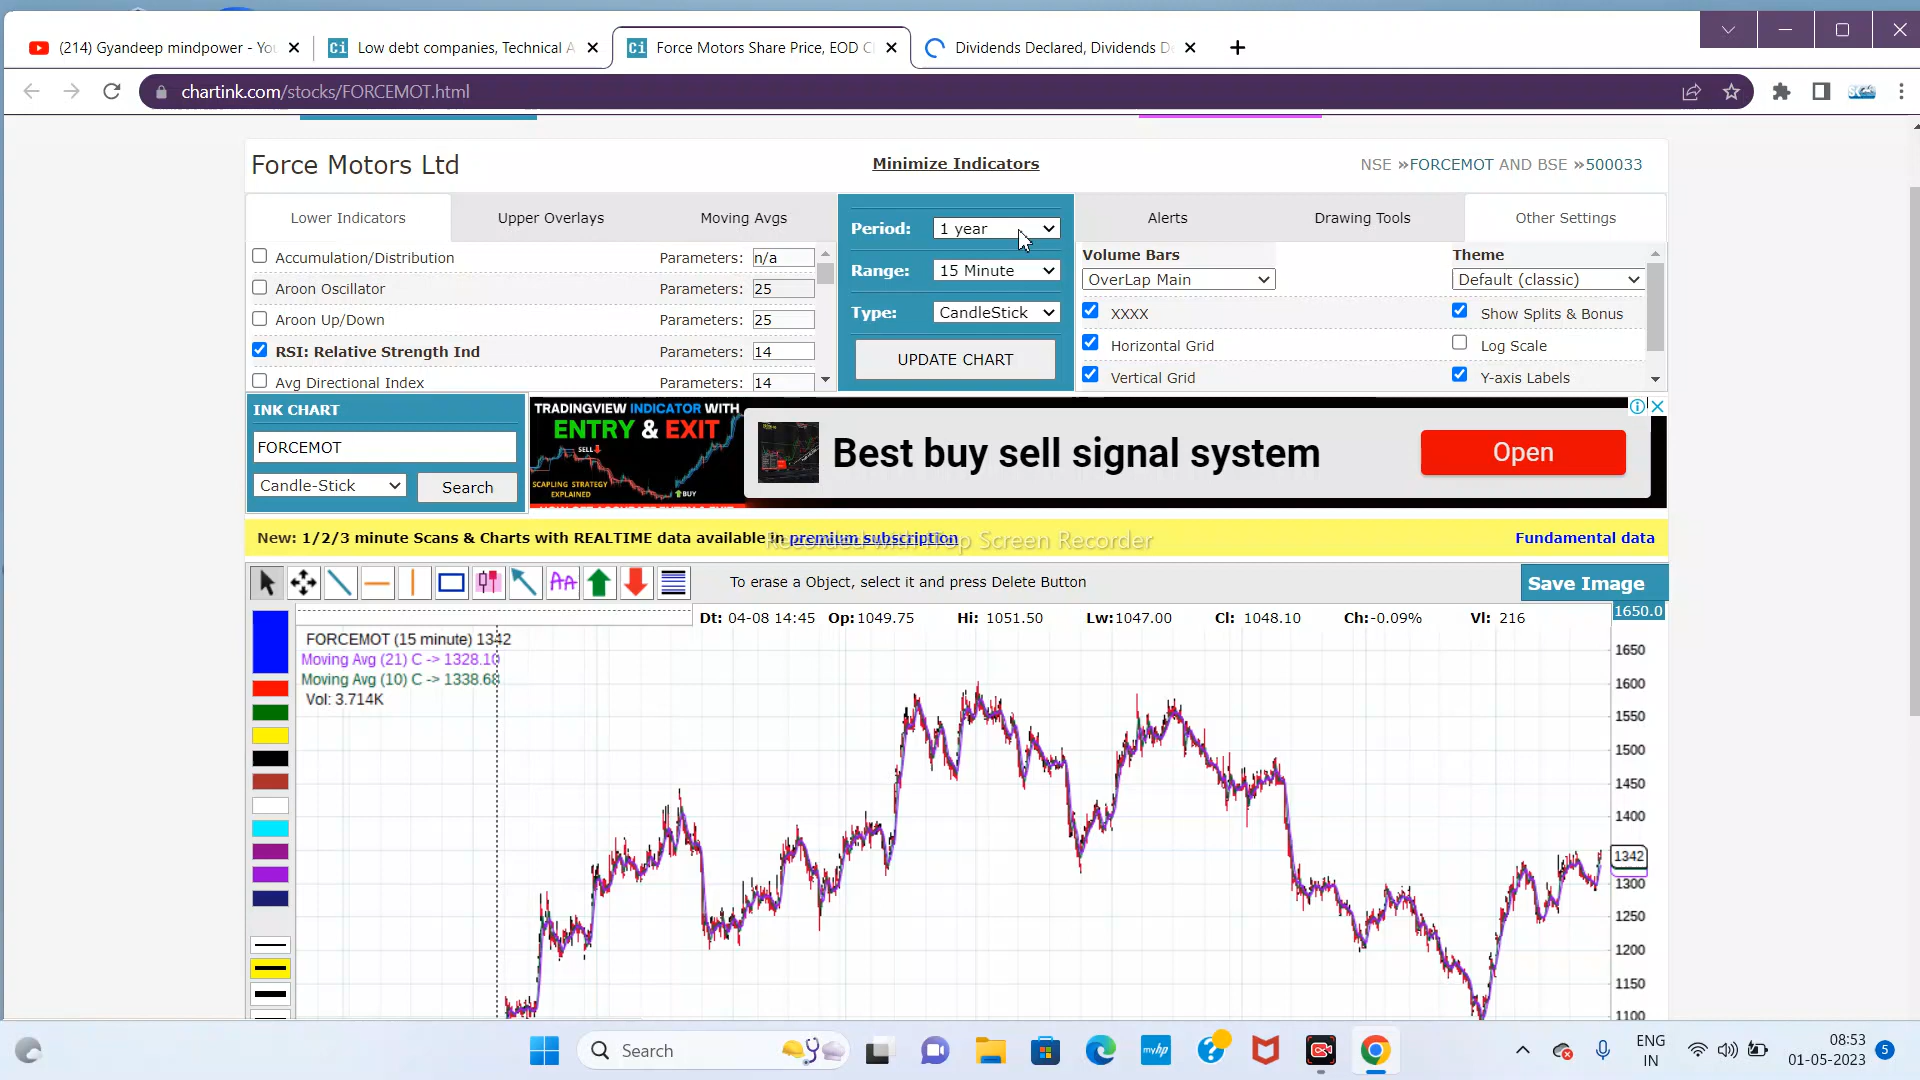 (214) Gyandeep mindpower - You
Low debt companies, Technical A
Force Motors Share Price, EOD C
Dividends Declared, Dividends D
chartink.com/stocks/FORCEMOT.html
Force Motors Ltd
Minimize Indicators
NSE »FORCEMOT AND BSE »500033
Lower Indicators
Upper Overlays
Moving Avgs
Period: 1 year
Alerts
Drawing Tools
Other Settings
Accumulation/Distribution Parameters: n/a
Aroon Oscillator Parameters: 25
Aroon Up/Down Parameters: 25
RSI: Relative Strength Ind Parameters: 14
Avg Directional Index Parameters: 14
Range: 15 Minute
Type: CandleStick
UPDATE CHART
Volume Bars
OverLap Main
XXXX
Horizontal Grid
Vertical Grid
Theme
Default (classic)
Show Splits & Bonus
Log Scale
Y-axis Labels
INK CHART
FORCEMOT
Candle-Stick
Search
TRADINGVIEW INDICATOR WITH
ENTRY & EXIT
SELL
SCAPLING STRATEGY
EXPLAINED
BUY
Best buy sell signal system
Open
New: 1/2/3 minute Scans & Charts with REALTIME data available in premium subscription
Fundamental data
AA
To erase a Object, select it and press Delete Button
Save Image
Dt: 04-08 14:45 Op:1049.75 Hi: 1051.50 Lw:1047.00 Cl: 1048.10 Ch:-0.09% Vl: 216
1650.0
FORCEMOT (15 minute) 1342
Moving Avg (21) C -> 1328.10
Moving Avg (10) C -> 1338.68
Vol: 3.714K
1650
1600
1550
1500
1450
1400
1342
1300
1250
1200
1150
1100
Search
myhp
ENG
IN
08:53
01-05-2023
5